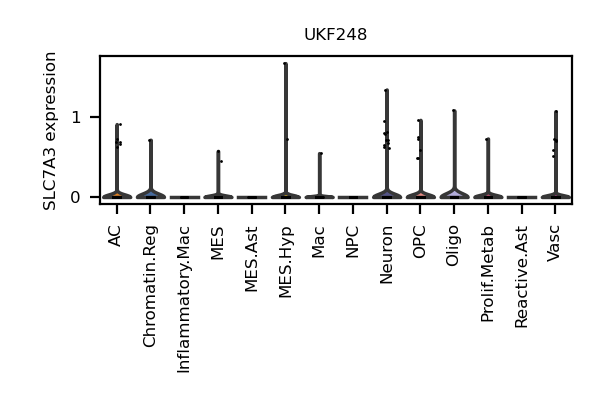 UKF248
SLC7A3 expression
1
0
AC
Chromatin.Reg
Inflammatory.Mac
MES
MES.Ast
MES.Hyp
Mac
NPC
Neuron
OPC
Oligo
Prolif.Metab
Reactive.Ast
Vasc